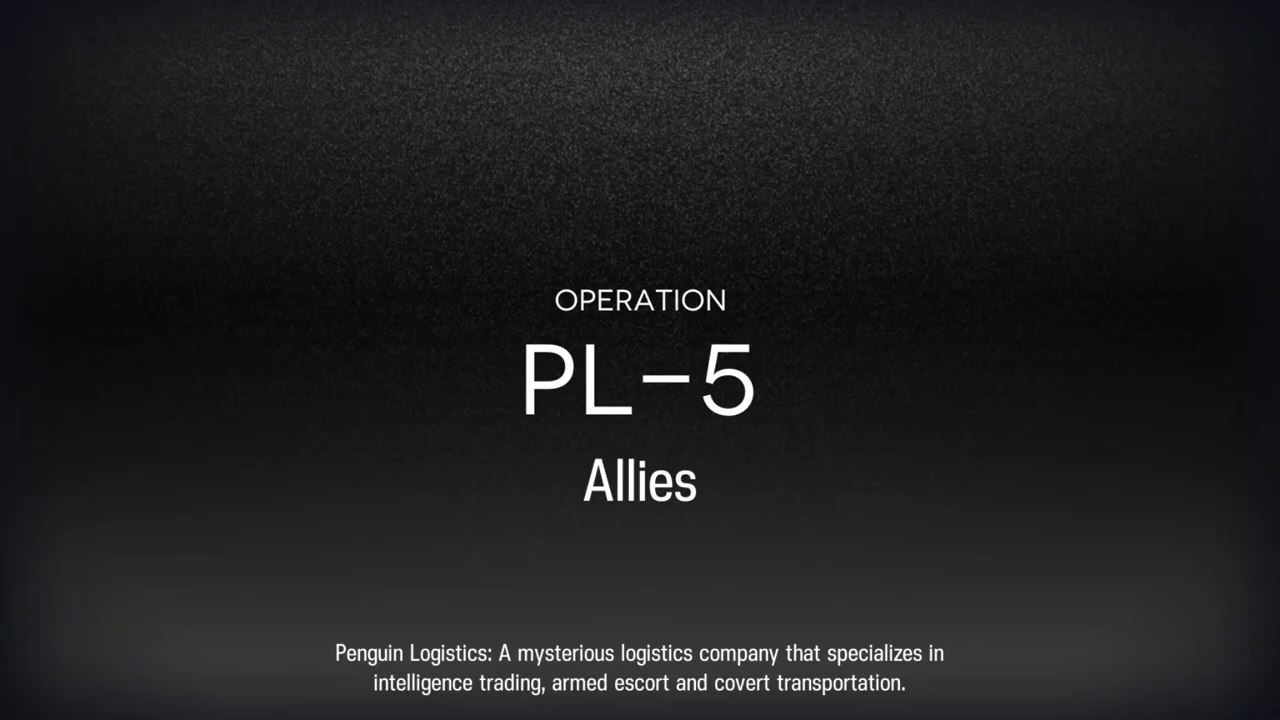 OPERATION
PL-5
Allies
Penguin Logistics: A mysterious logistics company that specializes in
intelligence trading, armed escort and covert transportation.